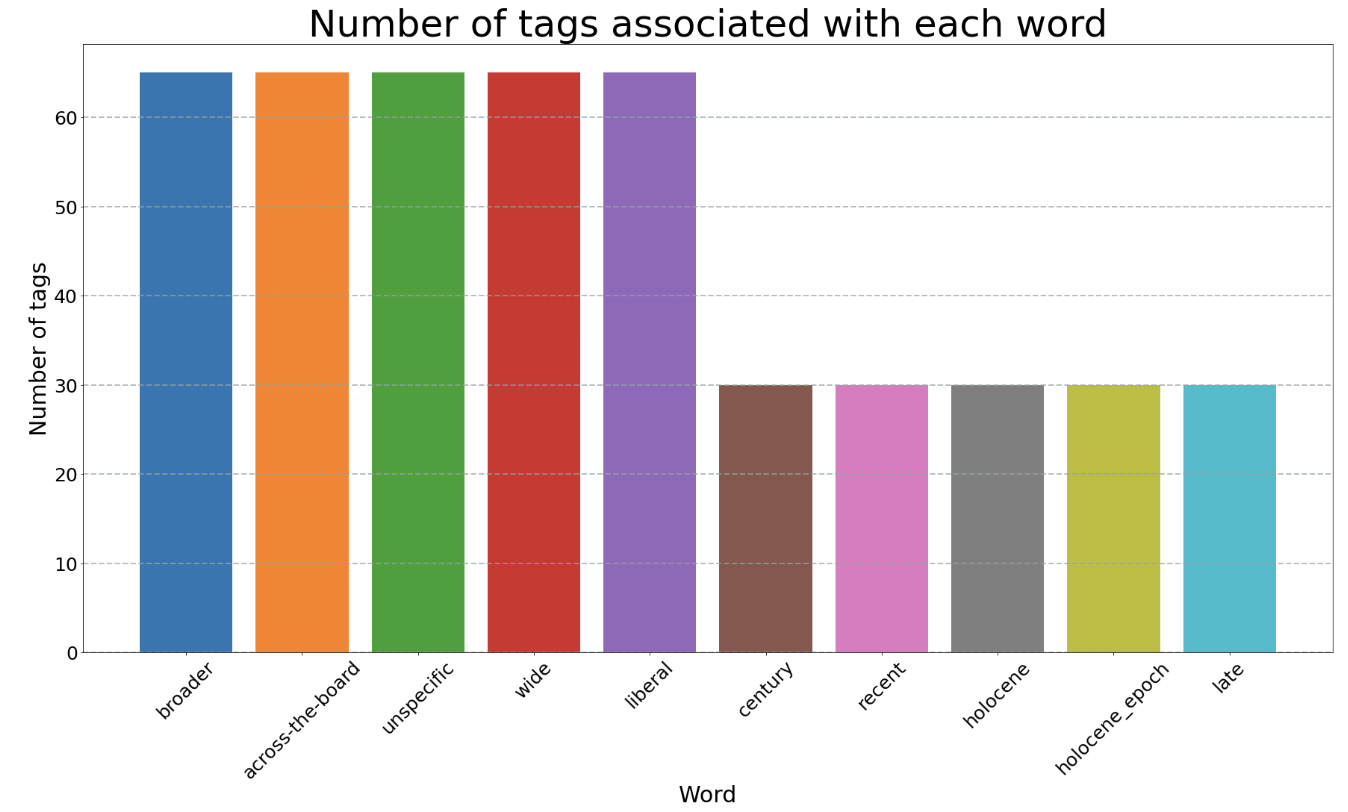 Number of tags associated with each word
Number of tags
60
50
40
30
20
10
0
broader
across-the-board
unspecific
wide
liberal
century
recent
holocene
holocene_epoch
late
Word